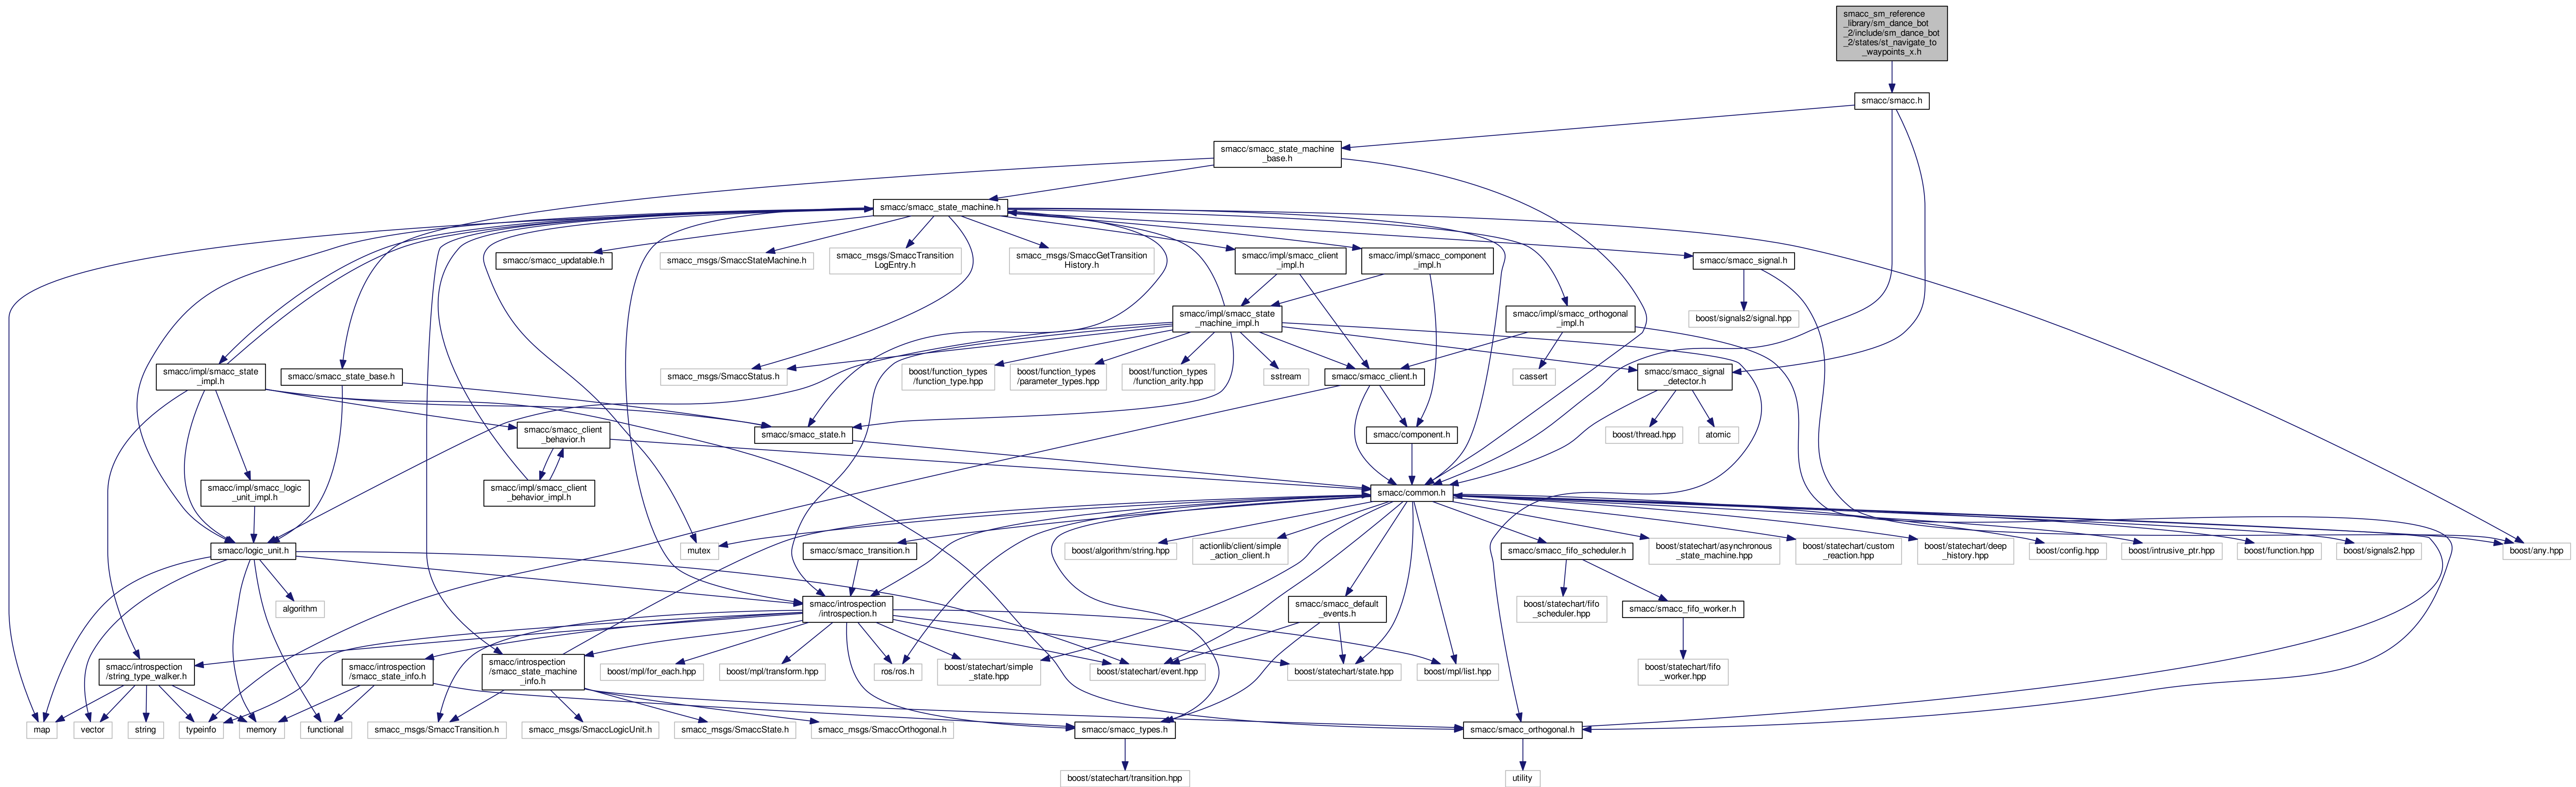 smacc_sm_reference
_library/sm_dance_bot
_2/include/sm_dance_bot
_2/states/st_navigate_to
_waypoints_x.h
smacc/smacc.h
smacc/smacc_state_machine
_base.h
smacc/smacc_state_machine.h
smacc/smacc_updatable.h
smacc_msgs/SmaccStateMachine.h
smacc_msgs/SmaccTransition
LogEntry.h
smacc_msgs/SmaccGetTransition
History.h
smacc/impl/smacc_client
_impl.h
smacc/impl/smacc_component
_impl.h
smacc/smacc_signal.h
smacc/impl/smacc_state
_machine_impl.h
smacc/impl/smacc_orthogonal
_impl.h
boost/signals2/signal.hpp
smacc/impl/smacc_state
_impl.h
smacc/smacc_state_base.h
smacc_msgs/SmaccStatus.h
boost/function_types
/function_type.hpp
boost/function_types
/parameter_types.hpp
boost/function_types
/function_arity.hpp
sstream
smacc/smacc_client.h
cassert
smacc/smacc_signal
_detector.h
smacc/smacc_client
_behavior.h
smacc/smacc_state.h
smacc/component.h
boost/thread.hpp
atomic
smacc/impl/smacc_logic
_unit_impl.h
smacc/impl/smacc_client
_behavior_impl.h
smacc/common.h
smacc/logic_unit.h
mutex
smacc/smacc_transition.h
boost/algorithm/string.hpp
actionlib/client/simple
_action_client.h
smacc/smacc_fifo_scheduler.h
boost/statechart/asynchronous
_state_machine.hpp
boost/statechart/custom
_reaction.hpp
boost/statechart/deep
_history.hpp
boost/config.hpp
boost/intrusive_ptr.hpp
boost/function.hpp
boost/signals2.hpp
boost/any.hpp
algorithm
smacc/introspection
/introspection.h
smacc/smacc_default
_events.h
boost/statechart/fifo
_scheduler.hpp
smacc/smacc_fifo_worker.h
smacc/introspection
/string_type_walker.h
smacc/introspection
/smacc_state_info.h
smacc/introspection
/smacc_state_machine
_info.h
boost/mpl/for_each.hpp
boost/mpl/transform.hpp
ros/ros.h
boost/statechart/simple
_state.hpp
boost/statechart/event.hpp
boost/statechart/state.hpp
boost/mpl/list.hpp
boost/statechart/fifo
_worker.hpp
map
vector
string
typeinfo
memory
functional
smacc_msgs/SmaccTransition.h
smacc_msgs/SmaccLogicUnit.h
smacc_msgs/SmaccState.h
smacc_msgs/SmaccOrthogonal.h
smacc/smacc_types.h
smacc/smacc_orthogonal.h
boost/statechart/transition.hpp
utility